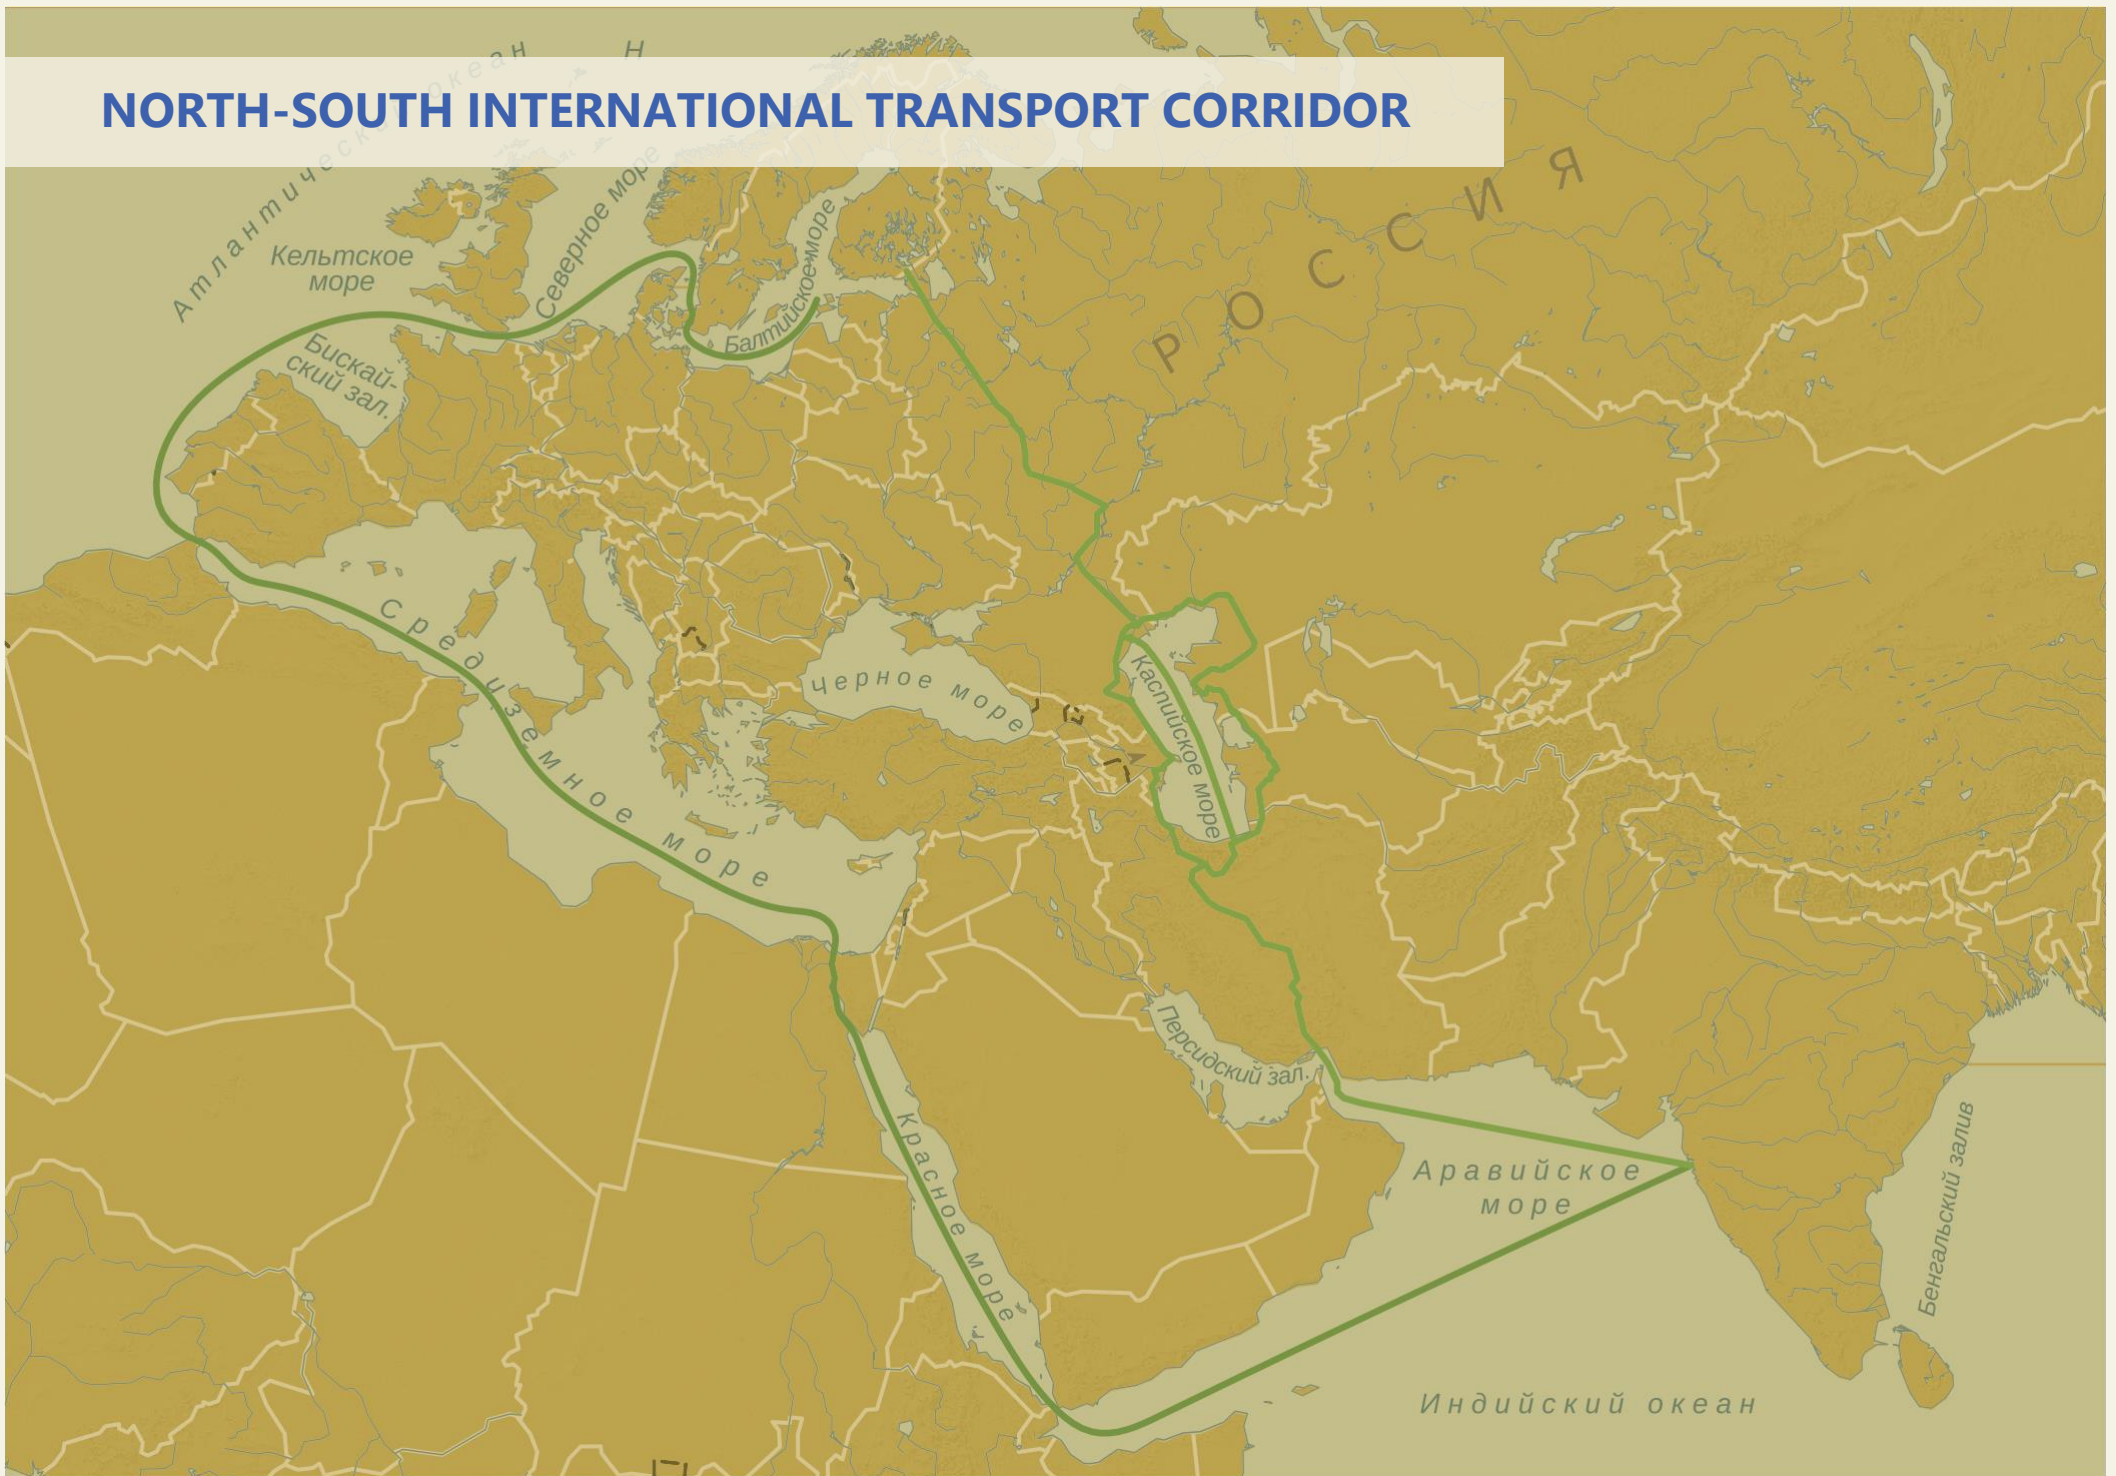 Атлантический океан
Н
NORTH-SOUTH INTERNATIONAL TRANSPORT CORRIDOR
РОССИЯ
Северное море
Кельтское
море
Балтийское море
Бискай-
ский зал.
Средиземное море
Черное море
Каспийское море
Персидский зал.
Красное море
Аравийское
море
Бенгальский залив
Индийский океан